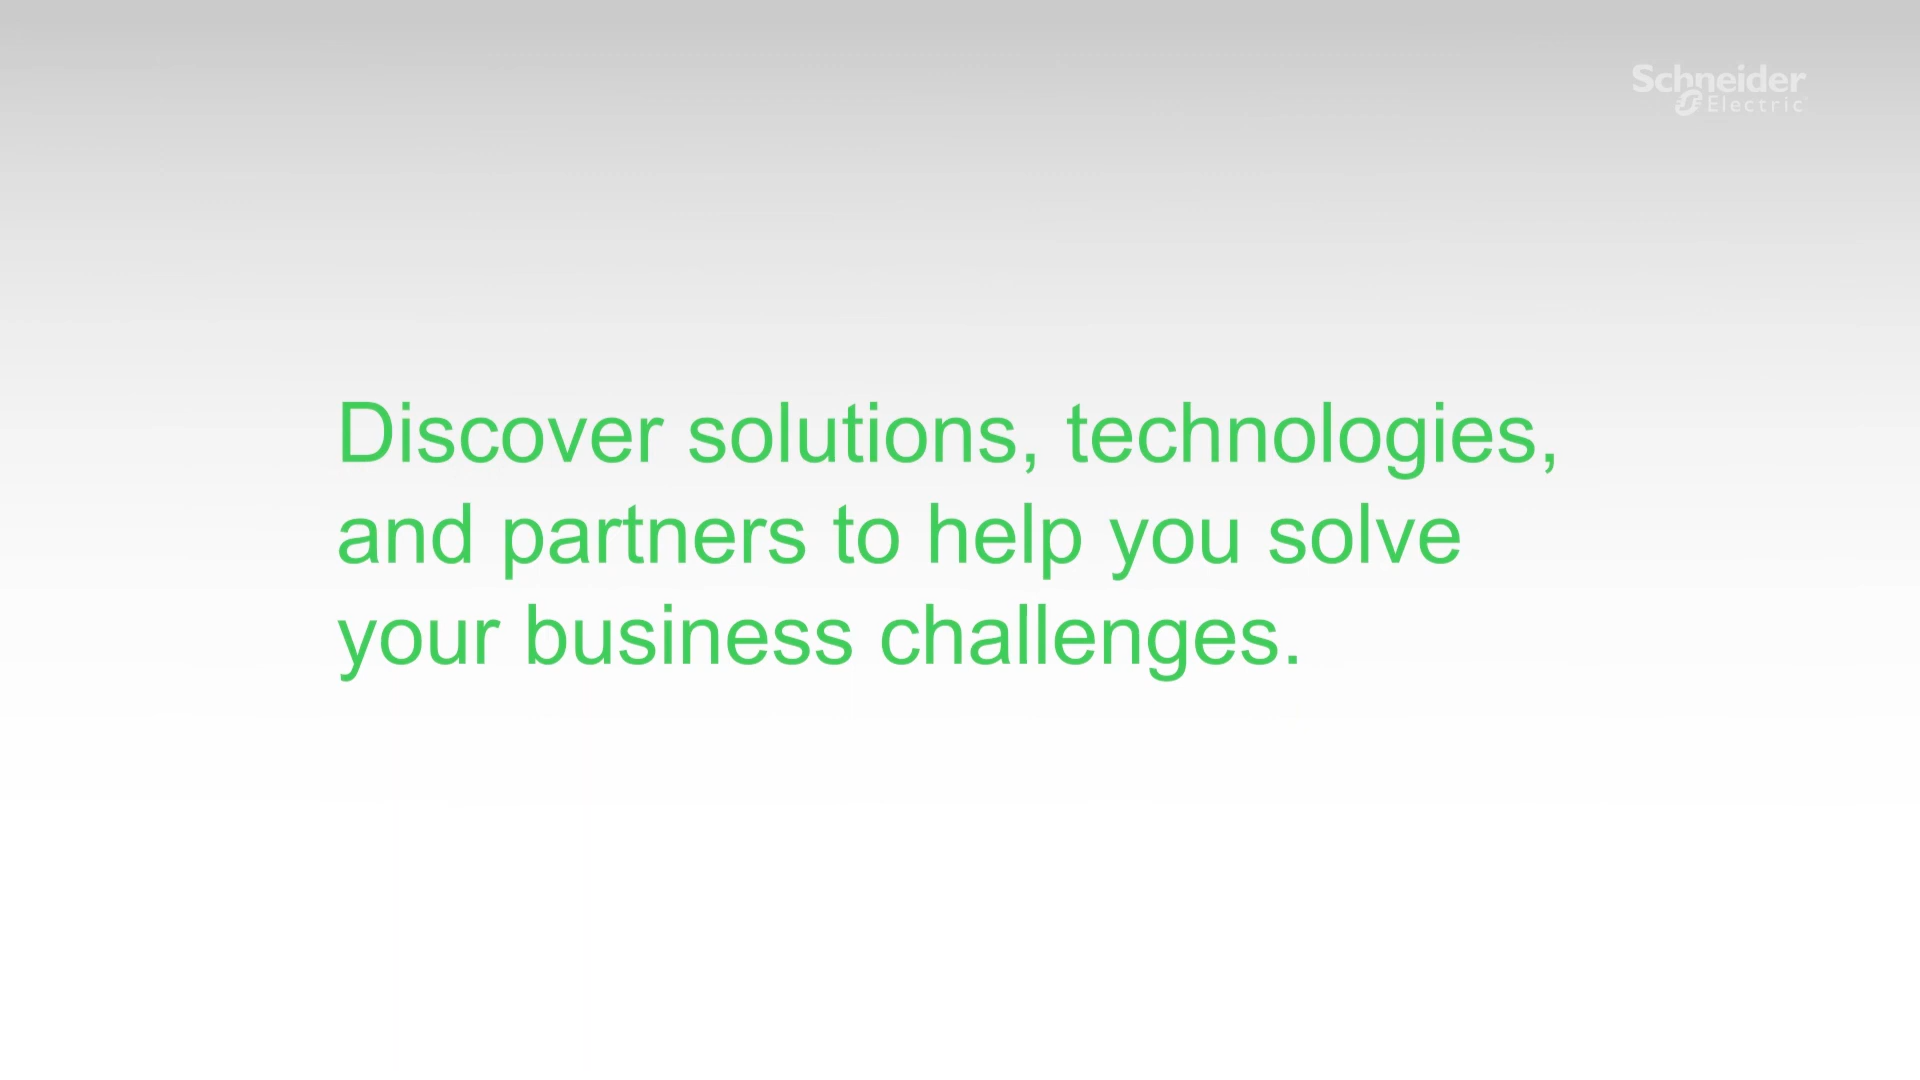 Schneider
Electric
Discover solutions, technologies,
and partners to help you solve
your business challenges.